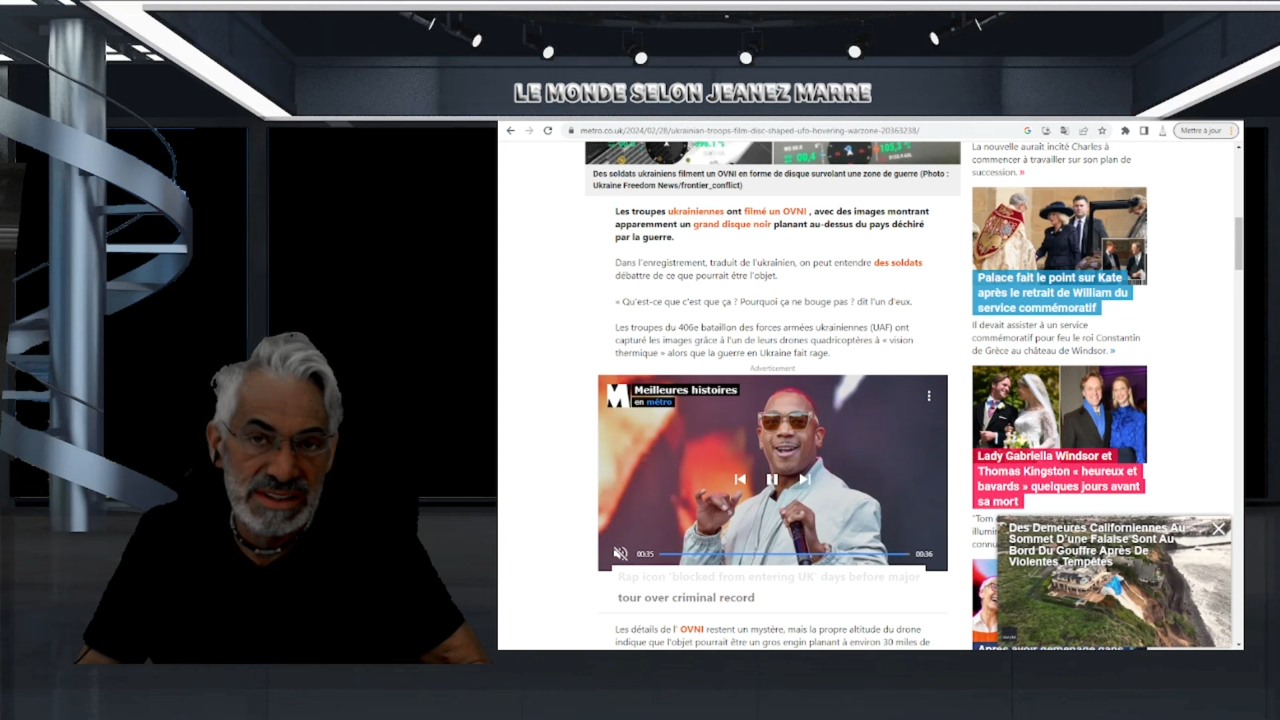 LE MONDE SELON JEANEZ MARRE
metro.co.uk/2024/02/28/ukrainian-troops-film-disc-shaped-ufo-hovering-warzone-20363238/
Mettre à jour
Des soldats ukrainiens filment un OVNI en forme de disque survolant une zone de guerre (Photo :
Ukraine Freedom News/frontier_conflict)
Les troupes ukrainiennes ont filmé un OVNI , avec des images montrant
apparemment un grand disque noir planant au-dessus du pays déchiré
par la guerre.
Dans l'enregistrement, traduit de l'ukrainien, on peut entendre des soldats
débattre de ce que pourrait être l'objet.
« Qu'est-ce que c'est que ça ? Pourquoi ça ne bouge pas ? dit l'un d'eux.
Les troupes du 406e bataillon des forces armées ukrainiennes (UAF) ont
capturé les images grâce à l'un de leurs drones quadricoptères à « vision
thermique » alors que la guerre en Ukraine fait rage.
Advertisement
Meilleures histoires
en métro
00:35
00:36
Rap icon 'blocked from entering UK' days before major
tour over criminal record
Les détails de l' OVNI restent un mystère, mais la propre altitude du drone
indique que l'objet pourrait être un gros engin planant à environ 30 miles de
La nouvelle aurait incité Charles à
commencer à travailler sur son plan de
succession. »
Palace fait le point sur Kate
après le retrait de William du
service commémoratif
Il devait assister à un service
commémoratif pour feu le roi Constantin
de Grèce au château de Windsor. »
Lady Gabriella Windsor et
Thomas Kingston « heureux et
bavards » quelques jours avant
sa mort
"Tom
illumi
connu
Des Demeures Californiennes Au
Sommet D'une Falaise Sont Au
Bord Du Gouffre Après De
Violentes Tempêtes